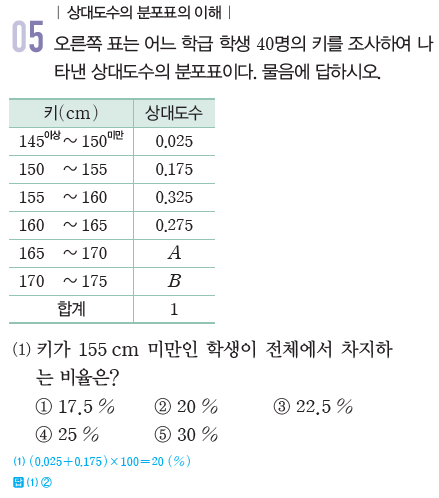 | 상대도수의 분포표의 이해 |
05 오른쪽 표는 어느 학급 학생 40명의 키를 조사하여 나
타낸 상대도수의 분포표이다. 물음에 답하시오.
키(cm) 상대도수
145이상 ~ 150미만 0.025
150 ~ 155 0.175
155 ~ 160 0.325
160 ~ 165 0.275
165 ~ 170 A
170 ~ 175 B
합계 1
(1) 키가 155 cm 미만인 학생이 전체에서 차지하
는 비율은?
① 17.5 % ② 20 % ③ 22.5 %
④ 25 % ⑤ 30 %
(1) (0.025+0.175)×100=20 (%)
답 (1) ②